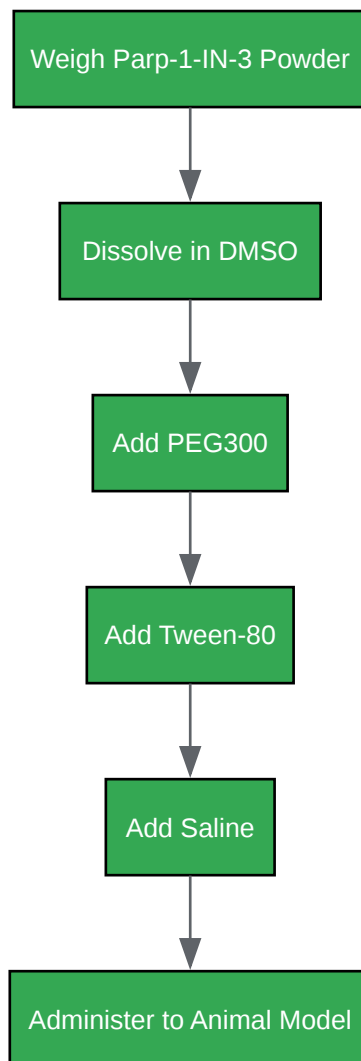 Weigh Parp-1-IN-3 Powder
Dissolve in DMSO
Add PEG300
Add Tween-80
Add Saline
Administer to Animal Model